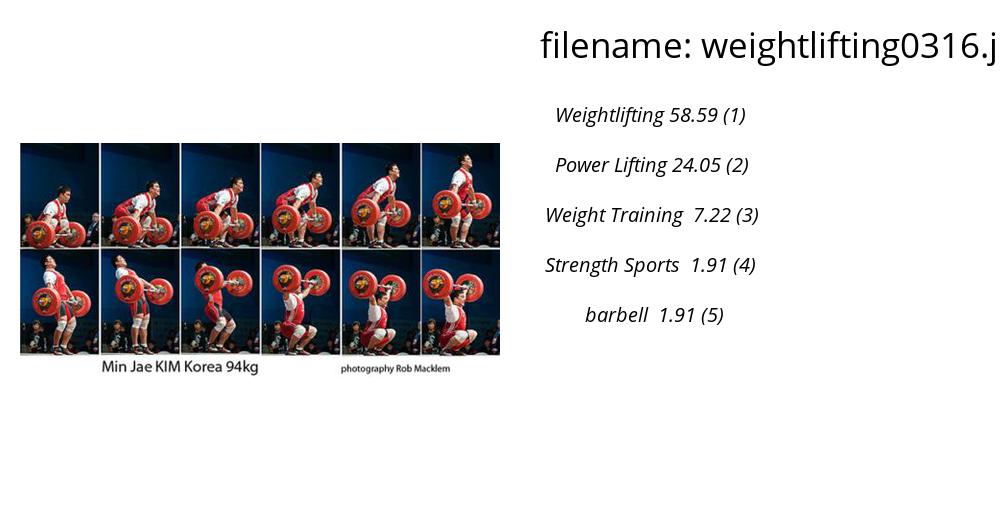 filename: weightlifting0316.j
Weightlifting 58.59 (1)
Power Lifting 24.05 (2)
Weight Training 7.22 (3)
Strength Sports 1.91 (4)
barbell 1.91 (5)
Min Jae KIM Korea 94kg
photography Rob Macklem